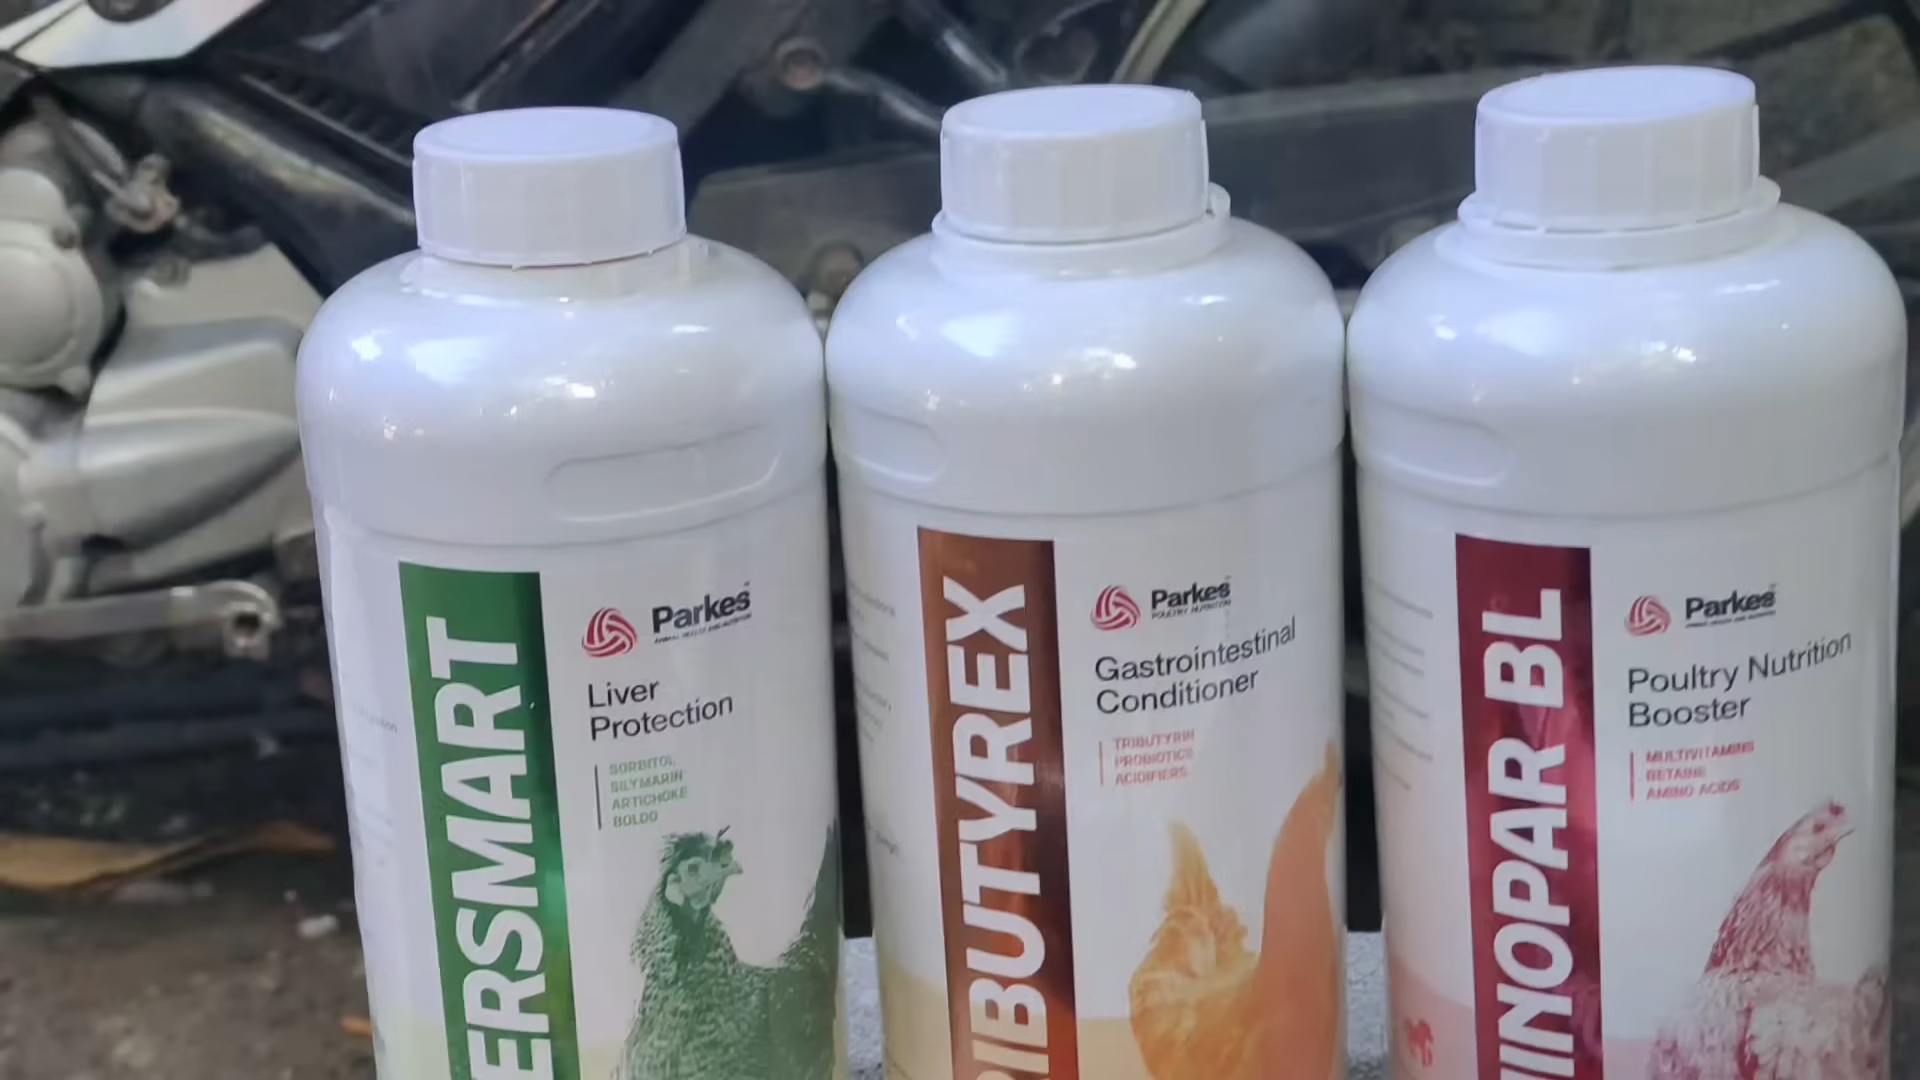 ERSMART
Parkes
Liver
Protection
SORBITOL
SILYMARIN
ARTICHOKE
BOLDO
IBUTYREX
Parkes
POULTRY NUTRITION
Gastrointestinal
Conditioner
TRIBUTYRIN
PROBIOTICS
ACIDIFIERS
INOPAR BL
Parkes
Poultry Nutrition
Booster
MULTIVITAMINS
BETAINE
AMINO ACIDS